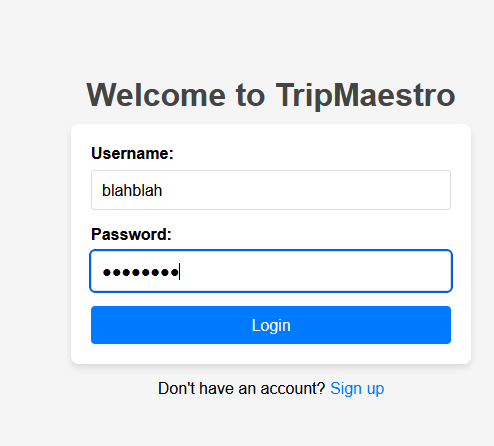 Welcome to TripMaestro
Username:
blahblah
Password:
●●●●●●●●
Login
Don't have an account? Sign up